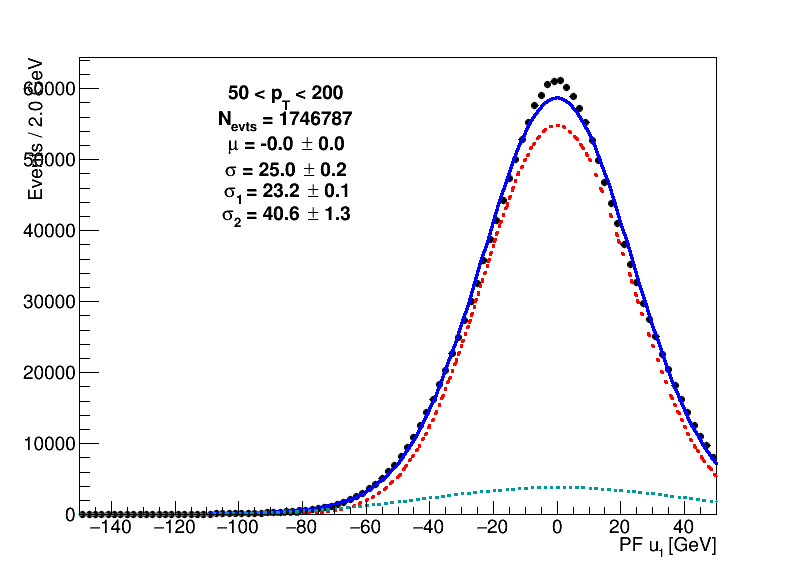 Events / 2.0 GeV
50 < p_T < 200
N_evts = 1746787
μ = -0.0 ± 0.0
σ = 25.0 ± 0.2
σ_1 = 23.2 ± 0.1
σ_2 = 40.6 ± 1.3
60000
50000
40000
30000
20000
10000
0
−140 −120 −100 −80 −60 −40 −20 0 20 40
PF u_1 [GeV]